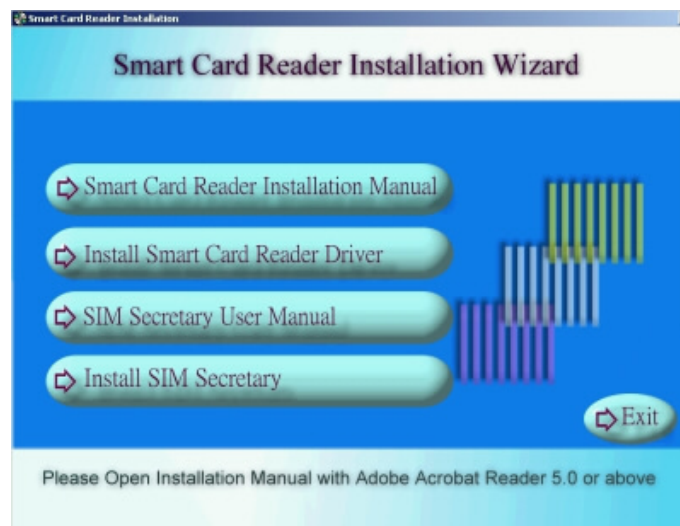 Smart Card Reader Installation
Smart Card Reader Installation Wizard
Smart Card Reader Installation Manual
Install Smart Card Reader Driver
SIM Secretary User Manual
Install SIM Secretary
Exit
Please Open Installation Manual with Adobe Acrobat Reader 5.0 or above